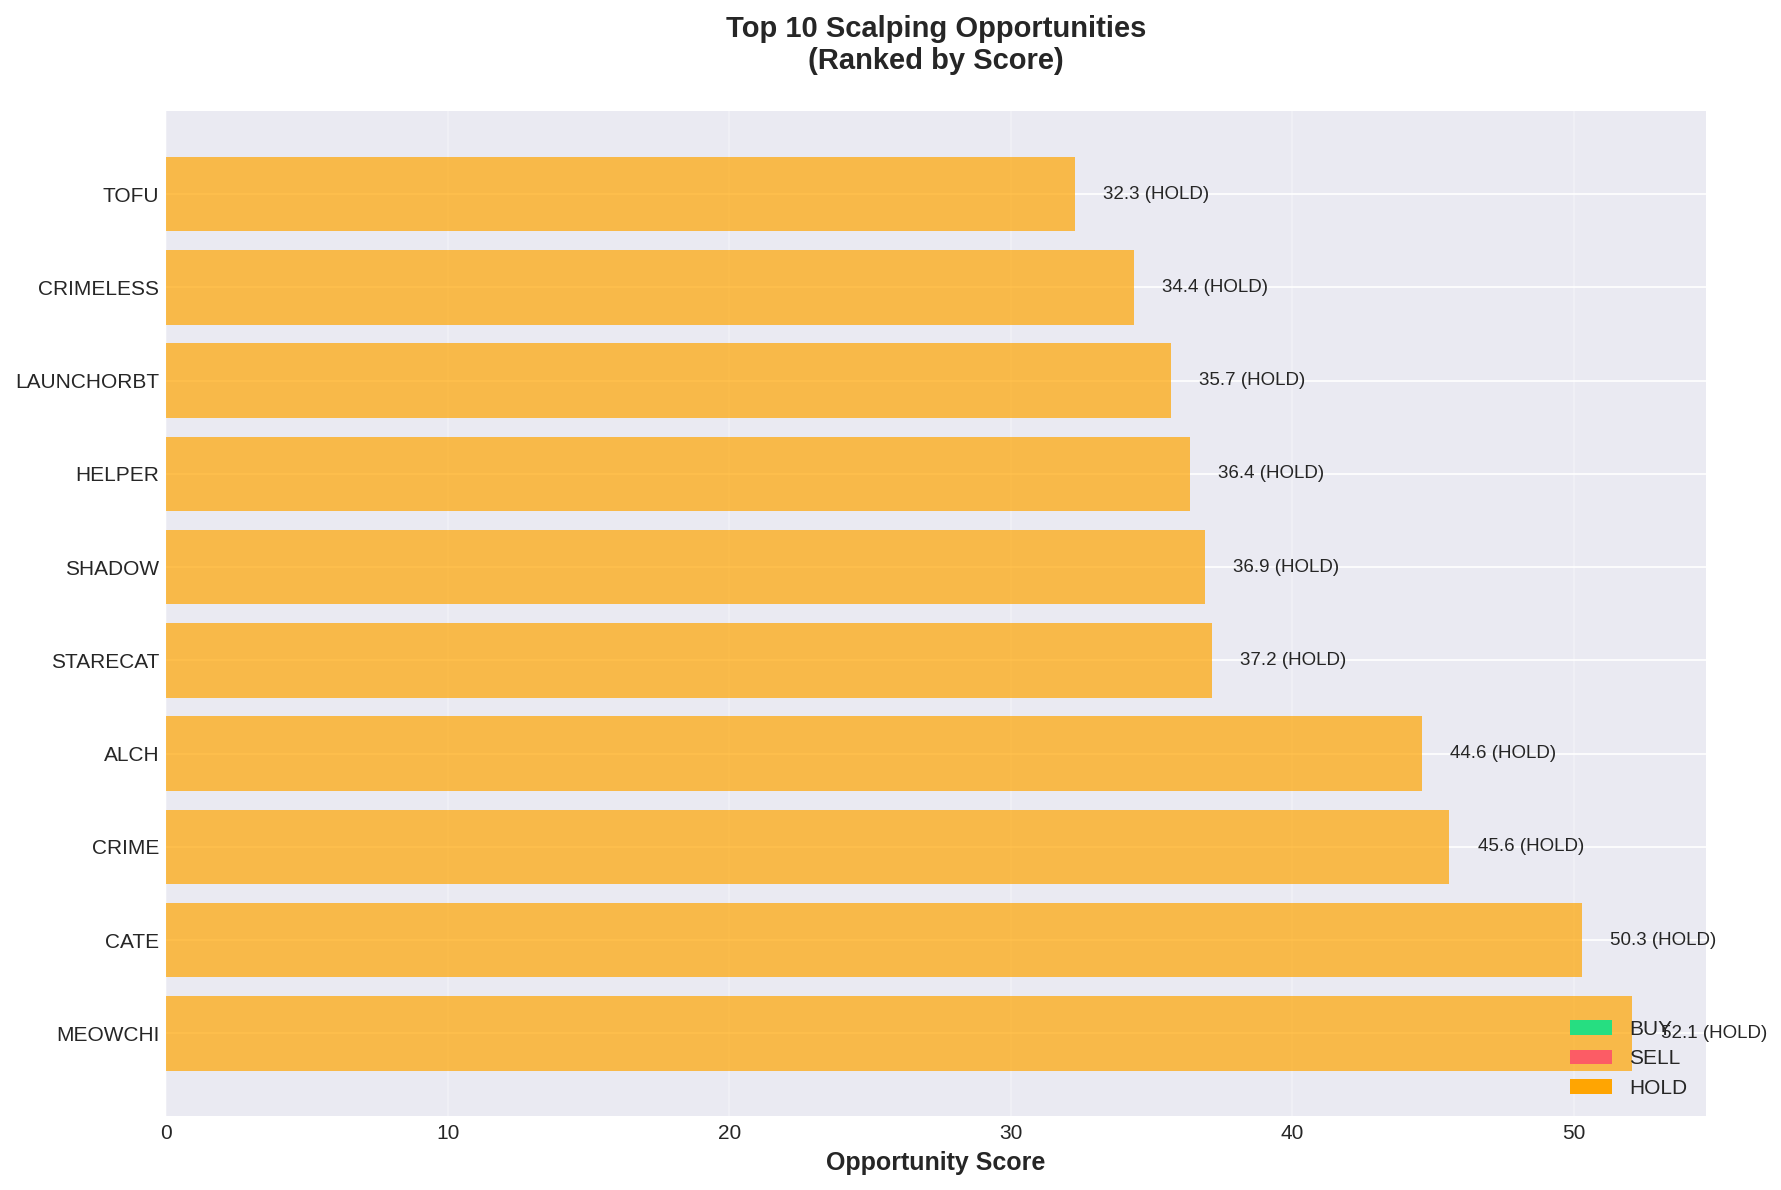 Top 10 Scalping Opportunities
(Ranked by Score)
TOFU
32.3 (HOLD)
CRIMELESS
34.4 (HOLD)
LAUNCHORBT
35.7 (HOLD)
HELPER
36.4 (HOLD)
SHADOW
36.9 (HOLD)
STARECAT
37.2 (HOLD)
ALCH
44.6 (HOLD)
CRIME
45.6 (HOLD)
CATE
50.3 (HOLD)
MEOWCHI
52.1 (HOLD)
BUY
SELL
HOLD
0 10 20 30 40 50
Opportunity Score